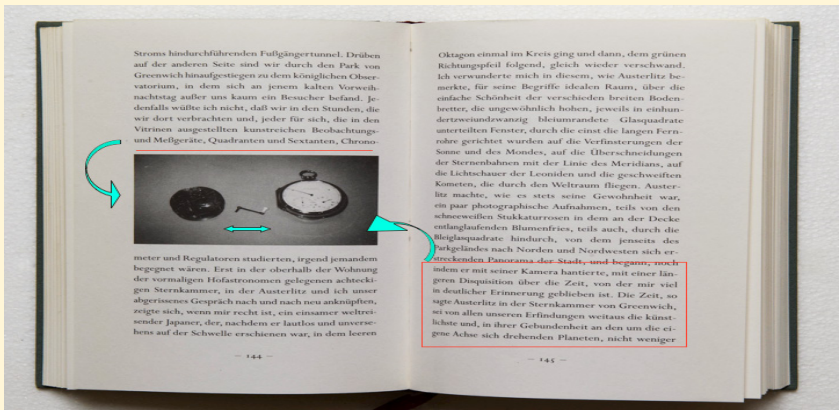 Stroms hindurchführenden Fußgängertunnel. Drüben
auf der anderen Seite sind wir durch den Park von
Greenwich hinaufgestiegen zu dem königlichen Obser-
vatorium, in dem sich an jenem kalten Vorweih-
nachtstag außer uns kaum ein Besucher befand. Je-
denfalls wüßte ich nicht, daß wir in den Stunden, die
wir dort verbrachten und, jeder für sich, die in den
Vitrinen ausgestellten kunstreichen Beobachtungs-
und Meßgeräte, Quadranten und Sextanten, Chrono-
meter und Regulatoren studierten, irgend jemandem
begegnet wären. Erst in der oberhalb der Wohnung
der vormaligen Hofastronomen gelegenen achtecki-
gen Sternkammer, in der Austerlitz und ich unser
abgerissenes Gespräch nach und nach neu anknüpften,
zeigte sich, wenn mir recht ist, ein einsamer weltrei-
sender Japaner, der, nachdem er lautlos und unverse-
hens auf der Schwelle erschienen war, in dem leeren
— 144 —
Oktagon einmal im Kreis ging und dann, dem grünen
Richtungspfeil folgend, gleich wieder verschwand.
Ich verwunderte mich in diesem, wie Austerlitz be-
merkte, für seine Begriffe idealen Raum, über die
einfache Schönheit der verschieden breiten Boden-
bretter, die ungewöhnlich hohen, jeweils in einhun-
dertzweiundzwanzig bleiumrandete Glasquadrate
unterteilten Fenster, durch die einst die langen Fern-
rohre gerichtet wurden auf die Verfinsterungen der
Sonne und des Mondes, auf die Überschneidungen
der Sternenbahnen mit der Linie des Meridians, auf
die Lichtschauer der Leoniden und die geschweiften
Kometen, die durch den Weltraum fliegen. Auster-
litz machte, wie es stets seine Gewohnheit war,
ein paar photographische Aufnahmen, teils von den
schneeweißen Stukkaturrosen in dem an der Decke
entlanglaufenden Blumenfries, teils auch, durch die
Bleiglasquadrate hindurch, von dem jenseits des
Parkgeländes nach Norden und Nordwesten sich er-
streckenden Panorama der Stadt, und begann, noch
indem er mit seiner Kamera hantierte, mit einer län-
geren Disquisition über die Zeit, von der mir viel
in deutlicher Erinnerung geblieben ist. Die Zeit, so
sagte Austerlitz in der Sternkammer von Greenwich,
sei von allen unseren Erfindungen weitaus die künst-
lichste und, in ihrer Gebundenheit an den um die ei-
gene Achse sich drehenden Planeten, nicht weniger
— 145 —